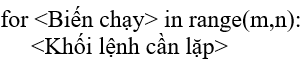 for <Biến chạy> in range(m,n):
<Khối lệnh cần lặp>